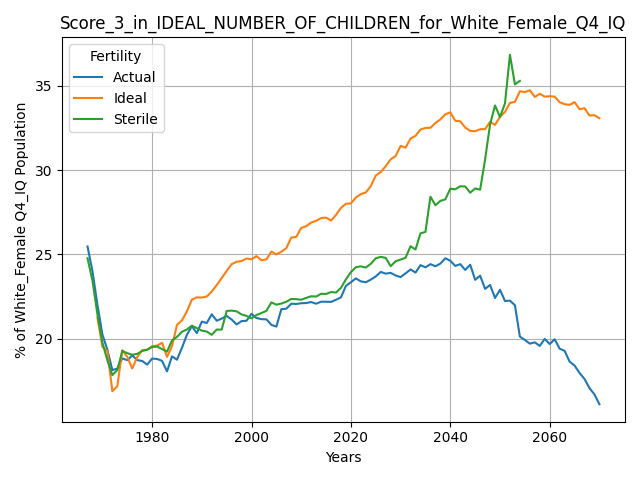 Score_3_in_IDEAL_NUMBER_OF_CHILDREN_for_White_Female_Q4_IQ
Fertility
Actual
Ideal
Sterile
% of White_Female Q4_IQ Population
35
30
25
20
1980
2000
2020
2040
2060
Years